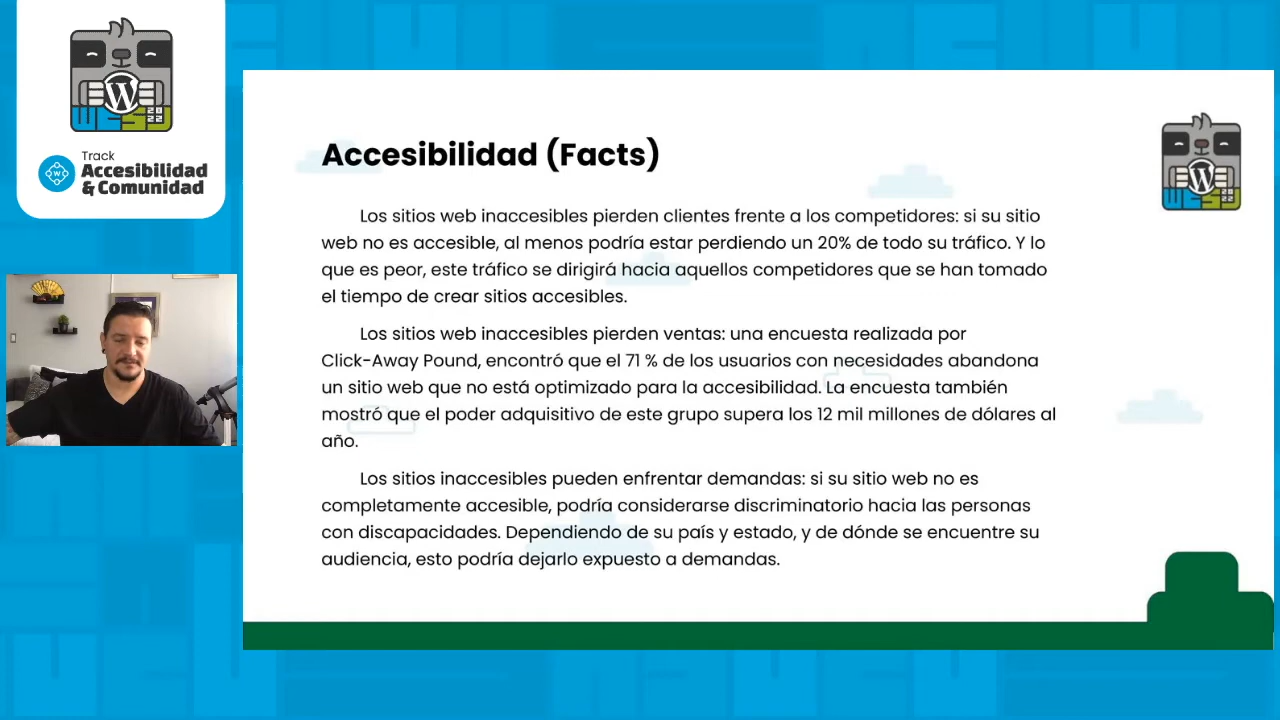 WESP
2022
Track
Accesibilidad
& Comunidad
Accesibilidad (Facts)
Los sitios web inaccesibles pierden clientes frente a los competidores: si su sitio
web no es accesible, al menos podría estar perdiendo un 20% de todo su tráfico. Y lo
que es peor, este tráfico se dirigirá hacia aquellos competidores que se han tomado
el tiempo de crear sitios accesibles.
Los sitios web inaccesibles pierden ventas: una encuesta realizada por
Click-Away Pound, encontró que el 71 % de los usuarios con necesidades abandona
un sitio web que no está optimizado para la accesibilidad. La encuesta también
mostró que el poder adquisitivo de este grupo supera los 12 mil millones de dólares al
año.
Los sitios inaccesibles pueden enfrentar demandas: si su sitio web no es
completamente accesible, podría considerarse discriminatorio hacia las personas
con discapacidades. Dependiendo de su país y estado, y de dónde se encuentre su
audiencia, esto podría dejarlo expuesto a demandas.